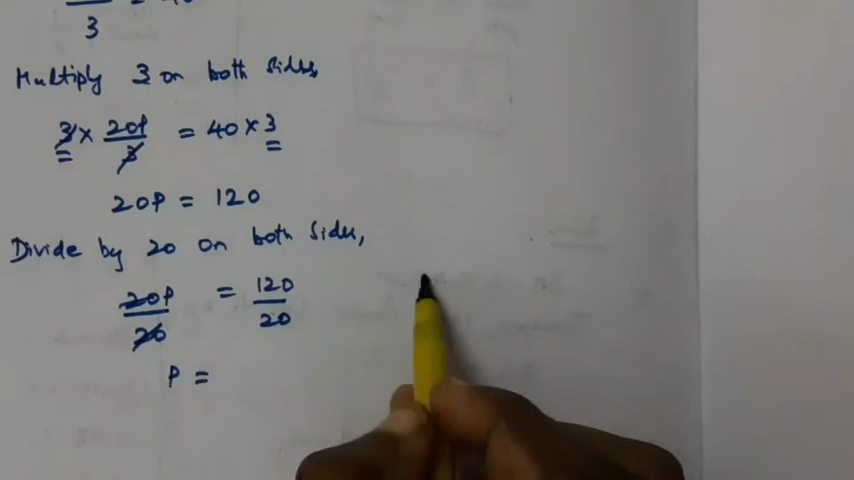 3
Multiply 3 on both sides,
3 × 20P/3 = 40 × 3
20P = 120
Divide by 20 on both sides,
20P/20 = 120/20
P =